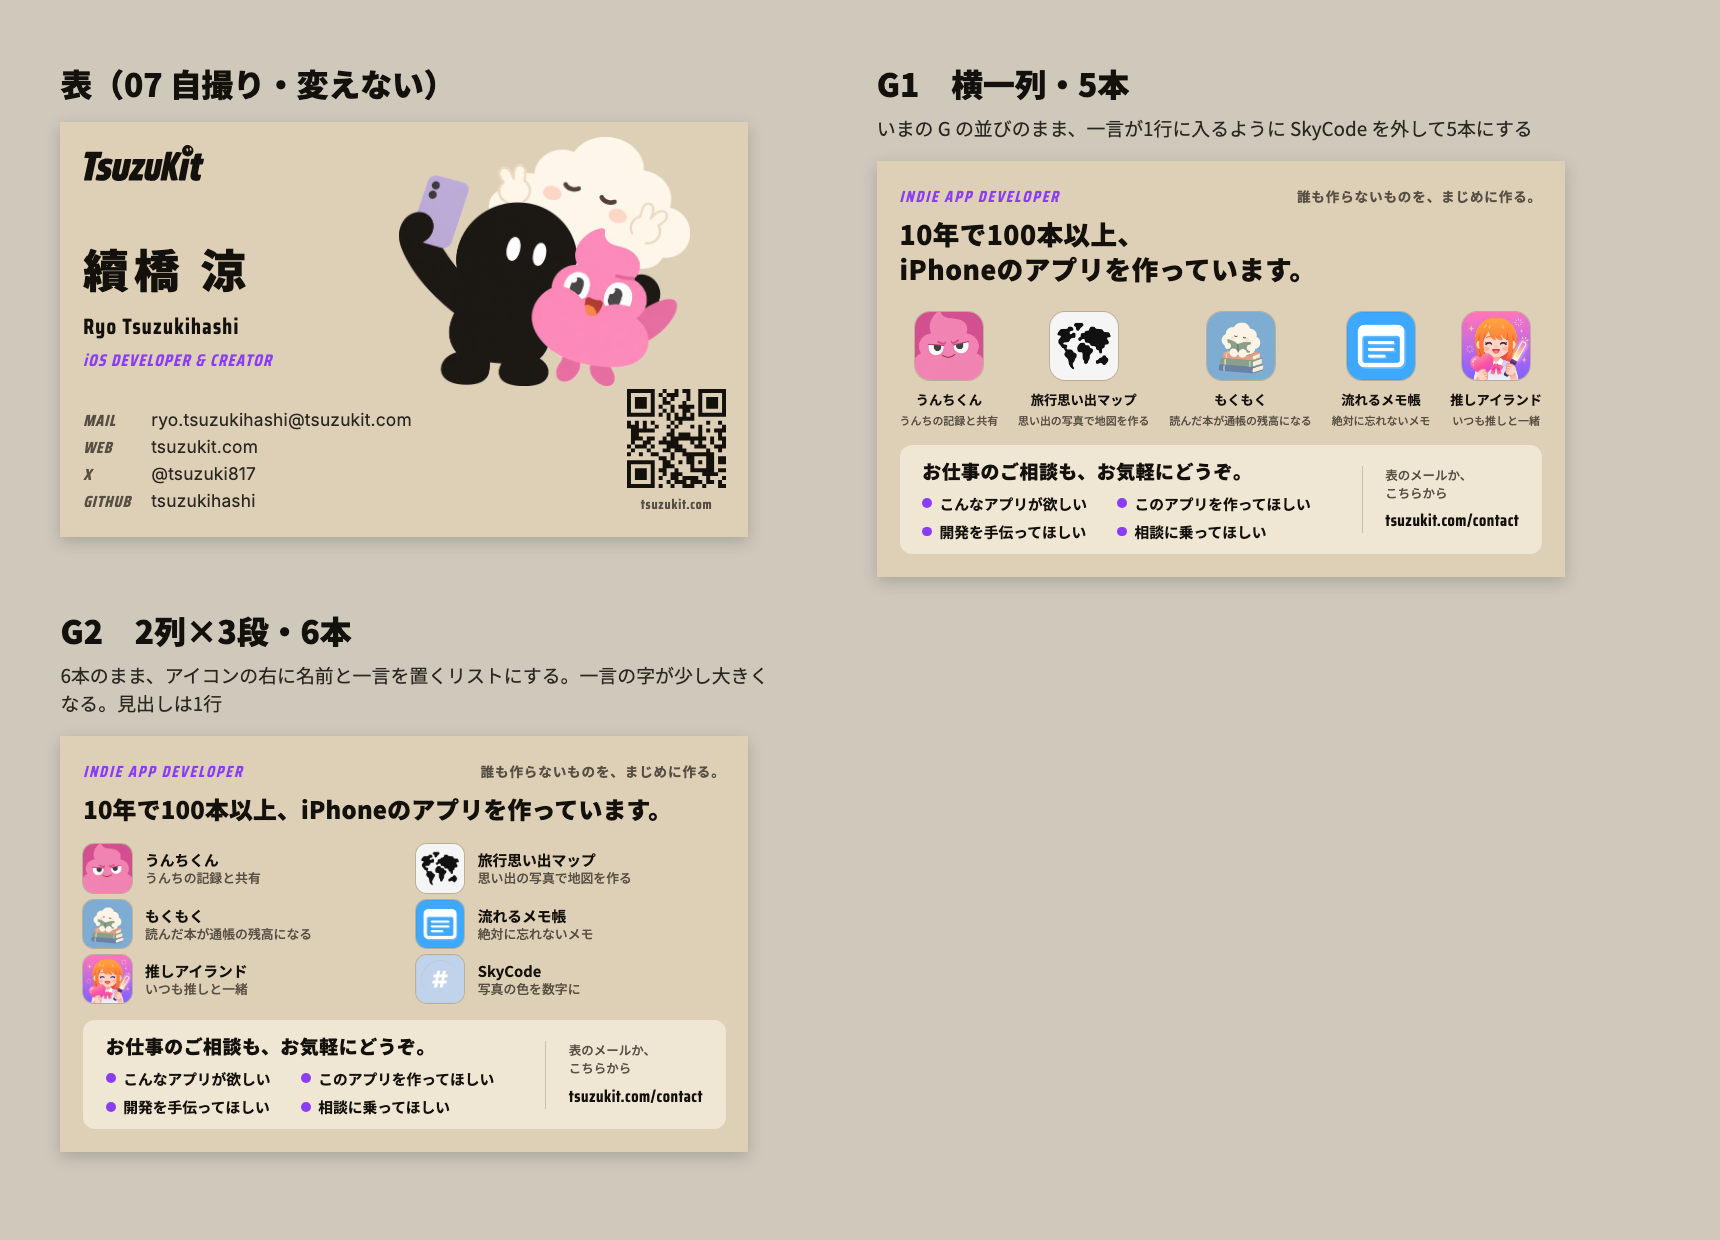 表（07 自撮り・変えない）
TsuzuKit
續橋 涼
Ryo Tsuzukihashi
iOS DEVELOPER & CREATOR
MAIL ryo.tsuzukihashi@tsuzukit.com
WEB tsuzukit.com
X @tsuzuki817
GITHUB tsuzukihashi
tsuzukit.com
G1 横一列・5本
いまの G の並びのまま、一言が1行に入るように SkyCode を外して5本にする
INDIE APP DEVELOPER
誰も作らないものを、まじめに作る。
10年で100本以上、
iPhoneのアプリを作っています。
うんちくん
うんちの記録と共有
旅行思い出マップ
思い出の写真で地図を作る
もくもく
読んだ本が通帳の残高になる
流れるメモ帳
絶対に忘れないメモ
推しアイランド
いつも推しと一緒
お仕事のご相談も、お気軽にどうぞ。
こんなアプリが欲しい
このアプリを作ってほしい
開発を手伝ってほしい
相談に乗ってほしい
表のメールか、
こちらから
tsuzukit.com/contact
G2 2列×3段・6本
6本のまま、アイコンの右に名前と一言を置くリストにする。一言の字が少し大きく
なる。見出しは1行
INDIE APP DEVELOPER
誰も作らないものを、まじめに作る。
10年で100本以上、iPhoneのアプリを作っています。
うんちくん
うんちの記録と共有
旅行思い出マップ
思い出の写真で地図を作る
もくもく
読んだ本が通帳の残高になる
流れるメモ帳
絶対に忘れないメモ
推しアイランド
いつも推しと一緒
#
SkyCode
写真の色を数字に
お仕事のご相談も、お気軽にどうぞ。
こんなアプリが欲しい
このアプリを作ってほしい
開発を手伝ってほしい
相談に乗ってほしい
表のメールか、
こちらから
tsuzukit.com/contact